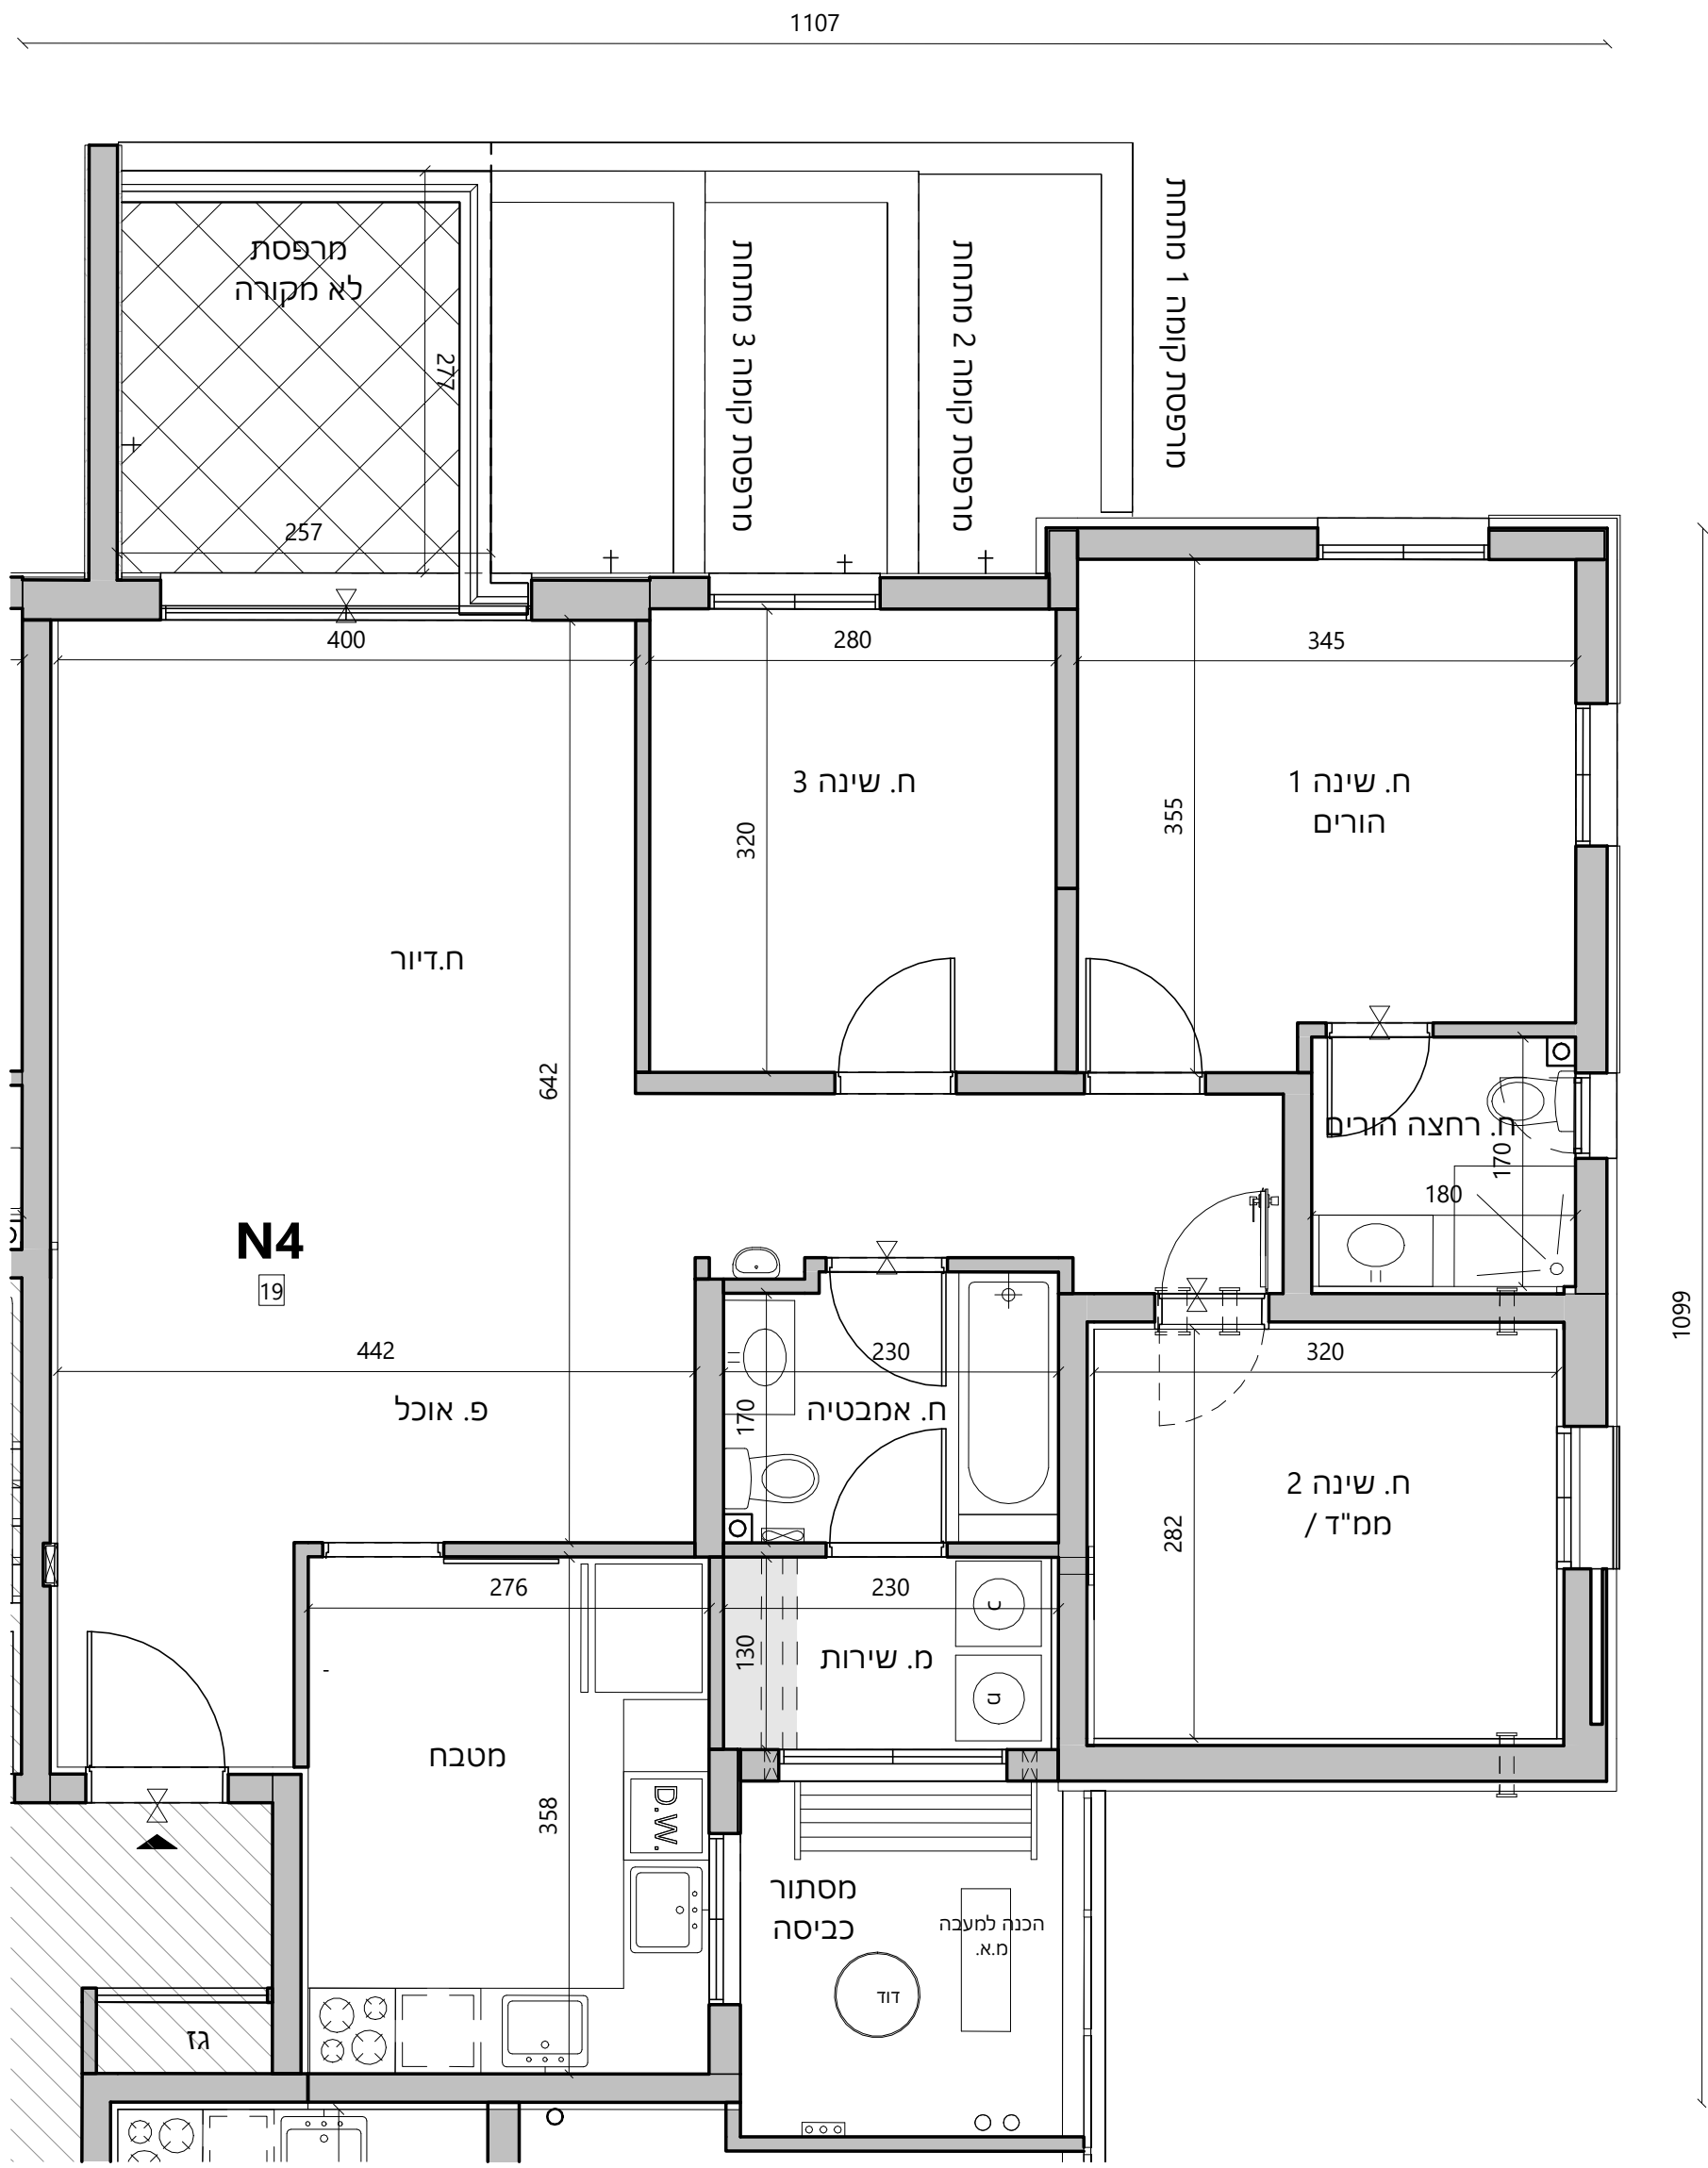 1107
מרפסת
לא מקורה
277
257
מרפסת קומה 3 מתחת
מרפסת קומה 2 מתחת
מרפסת קומה 1 מתחת
400
280
345
ח. שינה 3
ח. שינה 1
הורים
320
355
ח.דיור
642
ח. רחצה הורים
170
180
N4
19
1099
442
230
320
פ. אוכל
170
ח. אמבטיה
ח. שינה 2
ממ"ד /
282
276
230
כ
130
מ. שירות
מטבח
358
D.W.
מסתור
כביסה
הכנה למעבה
מ.א.
דוד
גז